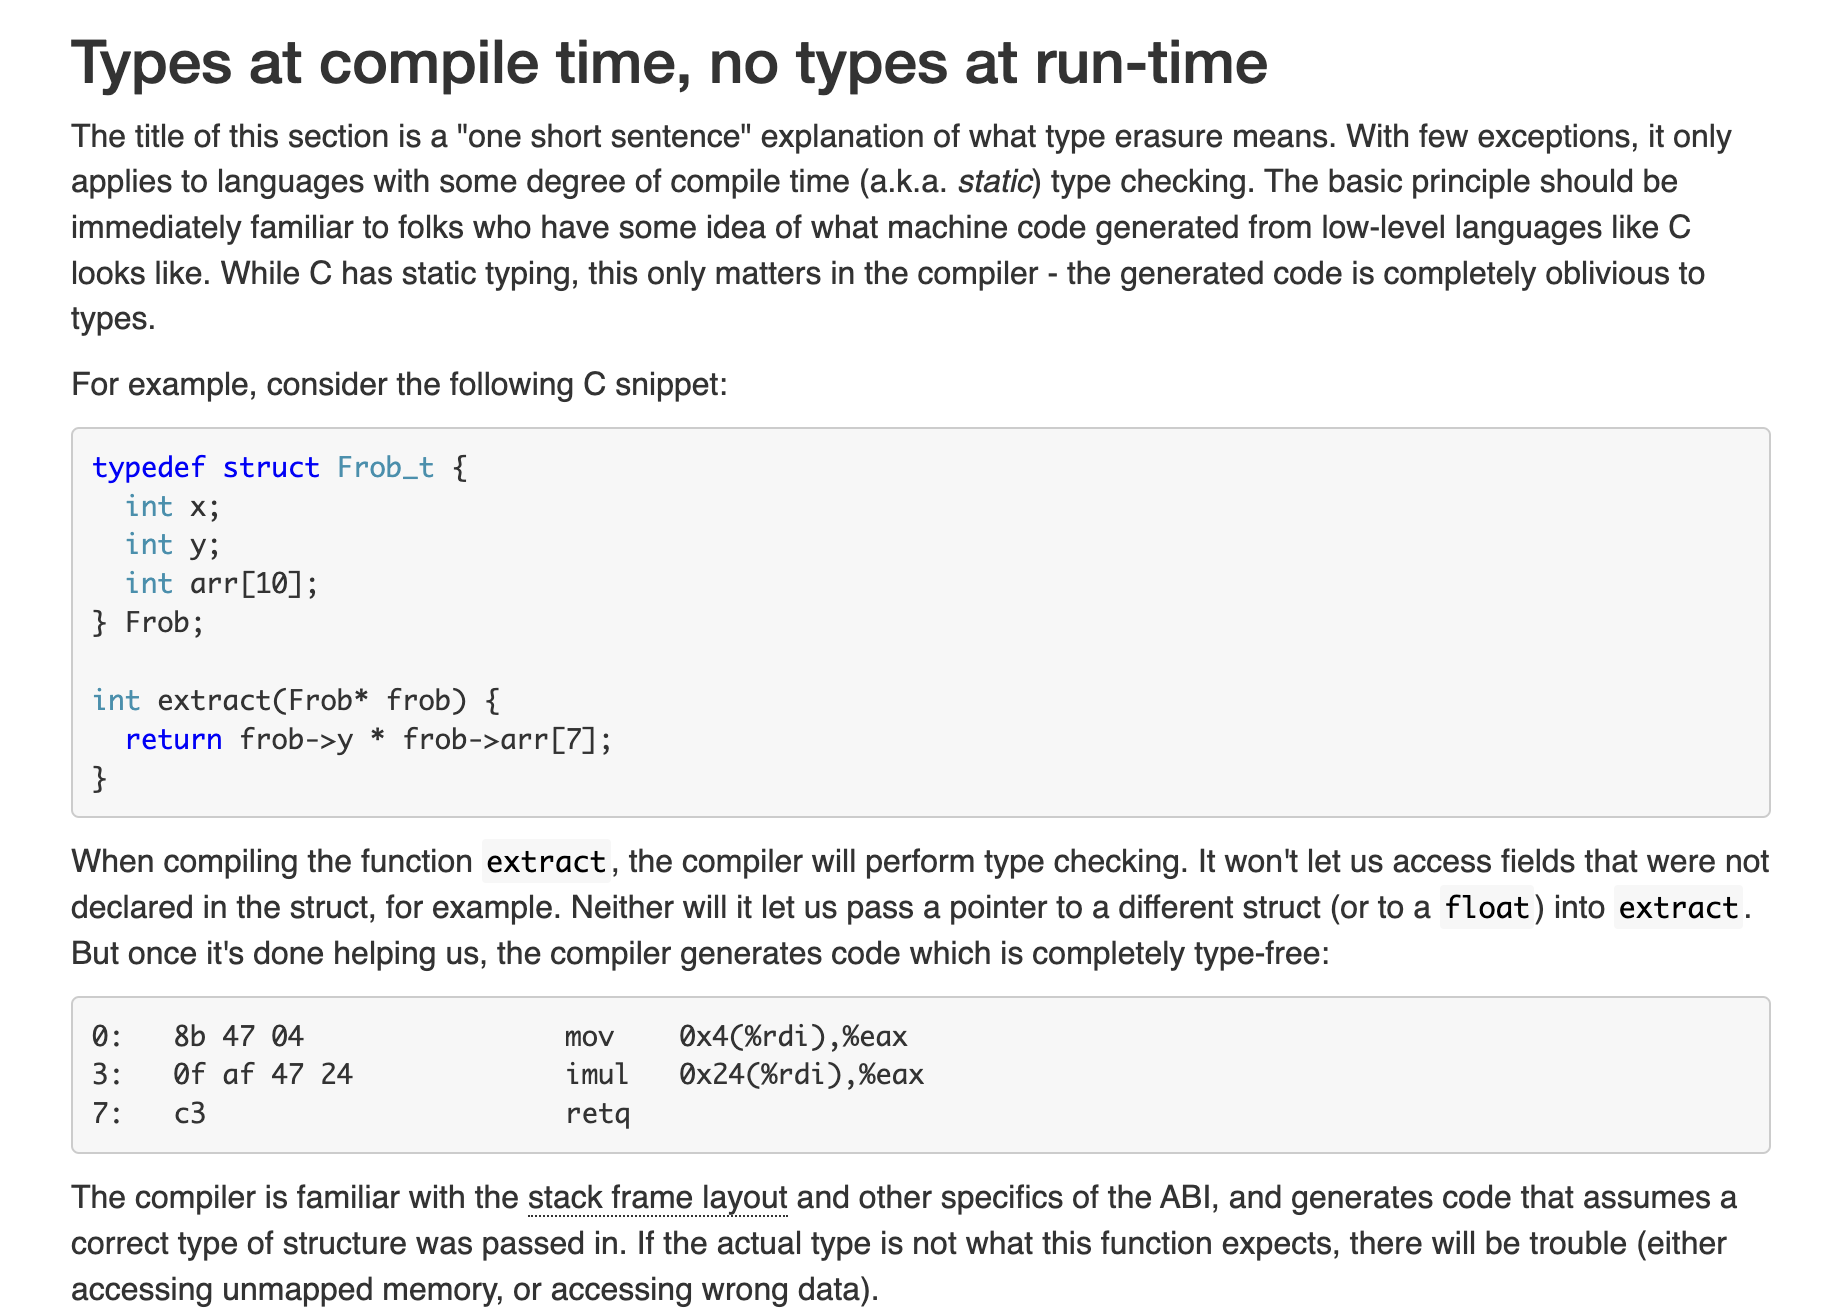 Types at compile time, no types at run-time
The title of this section is a "one short sentence" explanation of what type erasure means. With few exceptions, it only
applies to languages with some degree of compile time (a.k.a. static) type checking. The basic principle should be
immediately familiar to folks who have some idea of what machine code generated from low-level languages like C
looks like. While C has static typing, this only matters in the compiler - the generated code is completely oblivious to
types.
For example, consider the following C snippet:
typedef struct Frob_t {
  int x;
  int y;
  int arr[10];
} Frob;

int extract(Frob* frob) {
  return frob->y * frob->arr[7];
}
When compiling the function extract, the compiler will perform type checking. It won't let us access fields that were not
declared in the struct, for example. Neither will it let us pass a pointer to a different struct (or to a float) into extract.
But once it's done helping us, the compiler generates code which is completely type-free:
0:   8b 47 04                mov    0x4(%rdi),%eax
3:   0f af 47 24             imul   0x24(%rdi),%eax
7:   c3                      retq
The compiler is familiar with the stack frame layout and other specifics of the ABI, and generates code that assumes a
correct type of structure was passed in. If the actual type is not what this function expects, there will be trouble (either
accessing unmapped memory, or accessing wrong data).